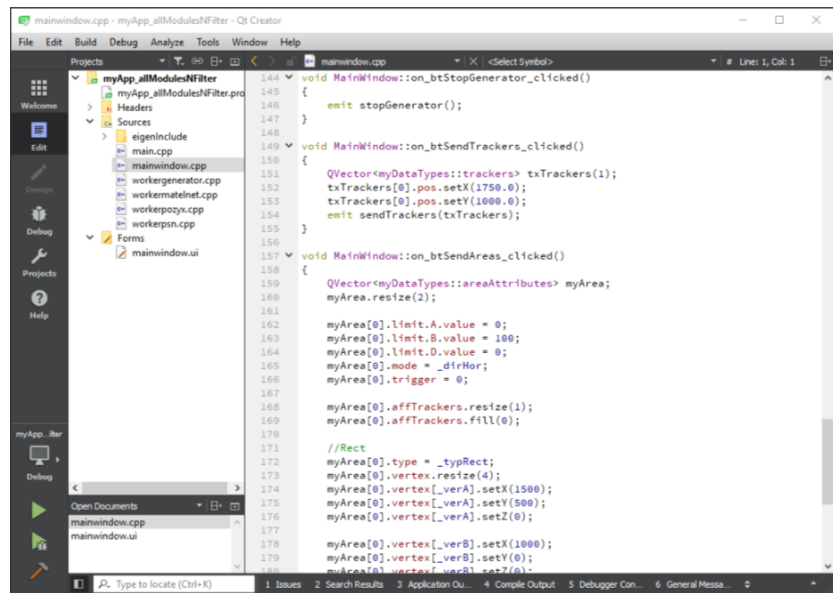 mainwindow.cpp - myApp_allModulesNFilter - Qt Creator
File Edit Build Debug Analyze Tools Window Help
Projects
mainwindow.cpp
<Select Symbol>
# Line: 1, Col: 1
Welcome
Edit
Design
Debug
Projects
Help
myApp...ilter
Debug
myApp_allModulesNFilter
myApp_allModulesNFilter.pro
Headers
Sources
eigenInclude
main.cpp
mainwindow.cpp
workergenerator.cpp
workermatelnet.cpp
workerpozyx.cpp
workerpsn.cpp
Forms
mainwindow.ui
Open Documents
mainwindow.cpp
mainwindow.ui
144 void MainWindow::on_btStopGenerator_clicked()
145 {
146 emit stopGenerator();
147 }
148
149 void MainWindow::on_btSendTrackers_clicked()
150 {
151 QVector<myDataTypes::trackers> txTrackers(1);
152 txTrackers[0].pos.setX(1750.0);
153 txTrackers[0].pos.setY(1000.0);
154 emit sendTrackers(txTrackers);
155 }
156
157 void MainWindow::on_btSendAreas_clicked()
158 {
159 QVector<myDataTypes::areaAttributes> myArea;
160 myArea.resize(2);
161
162 myArea[0].limit.A.value = 0;
163 myArea[0].limit.B.value = 100;
164 myArea[0].limit.D.value = 0;
165 myArea[0].mode = _dirHor;
166 myArea[0].trigger = 0;
167
168 myArea[0].affTrackers.resize(1);
169 myArea[0].affTrackers.fill(0);
170
171 //Rect
172 myArea[0].type = _typRect;
173 myArea[0].vertex.resize(4);
174 myArea[0].vertex[_verA].setX(1500);
175 myArea[0].vertex[_verA].setY(500);
176 myArea[0].vertex[_verA].setZ(0);
177
178 myArea[0].vertex[_verB].setX(1000);
179 myArea[0].vertex[_verB].setY(0);
180 myArea[0].vertex[_verB].setZ(0);
Type to locate (Ctrl+K)
1 Issues 2 Search Results 3 Application Ou... 4 Compile Output 5 Debugger Con... 6 General Messa...